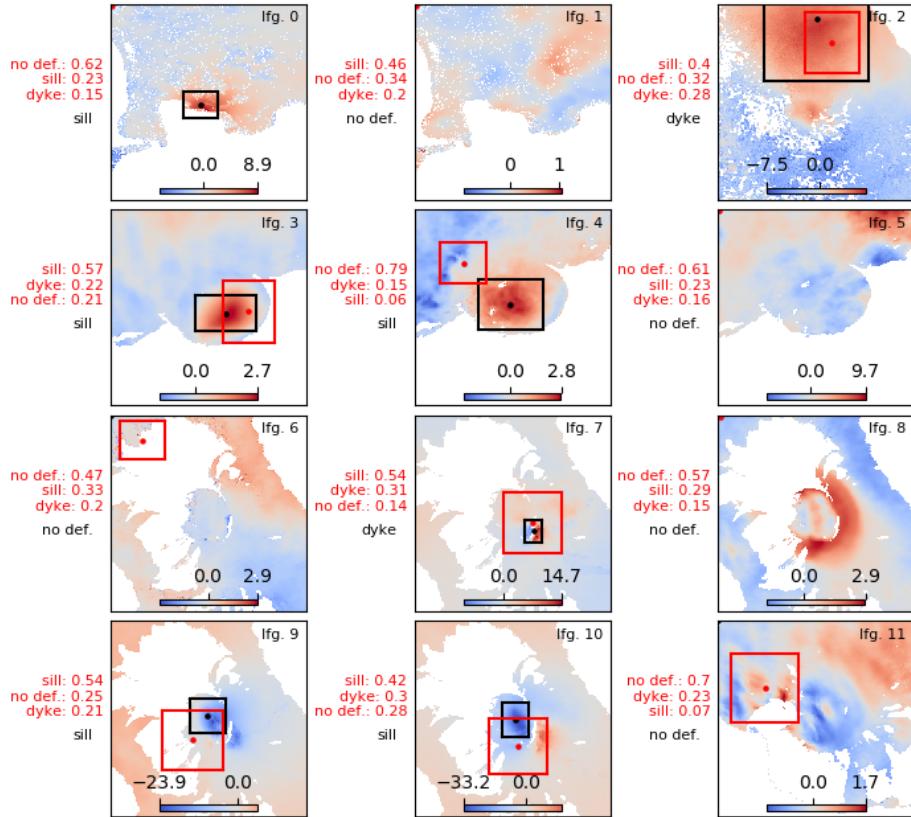 Ifg. 0
no def.: 0.62
sill: 0.23
dyke: 0.15
sill
0.0 8.9
Ifg. 1
sill: 0.46
no def.: 0.34
dyke: 0.2
no def.
0 1
Ifg. 2
sill: 0.4
no def.: 0.32
dyke: 0.28
dyke
−7.5 0.0
Ifg. 3
sill: 0.57
dyke: 0.22
no def.: 0.21
sill
0.0 2.7
Ifg. 4
no def.: 0.79
dyke: 0.15
sill: 0.06
sill
0.0 2.8
Ifg. 5
no def.: 0.61
sill: 0.23
dyke: 0.16
no def.
0.0 9.7
Ifg. 6
no def.: 0.47
sill: 0.33
dyke: 0.2
no def.
0.0 2.9
Ifg. 7
sill: 0.54
dyke: 0.31
no def.: 0.14
dyke
0.0 14.7
Ifg. 8
no def.: 0.57
sill: 0.29
dyke: 0.15
no def.
0.0 2.9
Ifg. 9
sill: 0.54
no def.: 0.25
dyke: 0.21
sill
−23.9 0.0
Ifg. 10
sill: 0.42
dyke: 0.3
no def.: 0.28
sill
−33.2 0.0
Ifg. 11
no def.: 0.7
dyke: 0.23
sill: 0.07
no def.
0.0 1.7